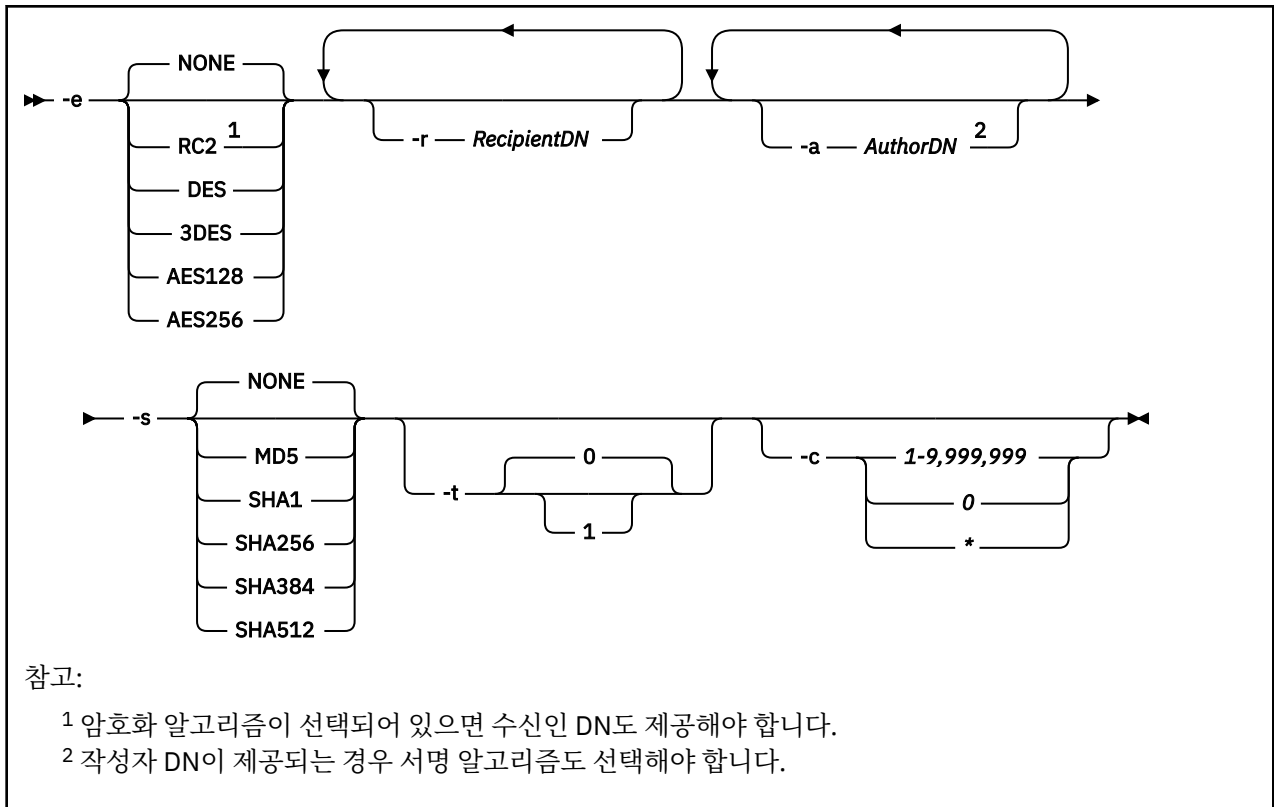 NONE
-e
RC2 1
DES
3DES
AES128
AES256
-r RecipientDN
-a AuthorDN 2
NONE
-s
MD5
SHA1
SHA256
SHA384
SHA512
-t
0
1
-c
1-9,999,999
0
*
참고:
1 암호화 알고리즘이 선택되어 있으면 수신인 DN도 제공해야 합니다.
2 작성자 DN이 제공되는 경우 서명 알고리즘도 선택해야 합니다.